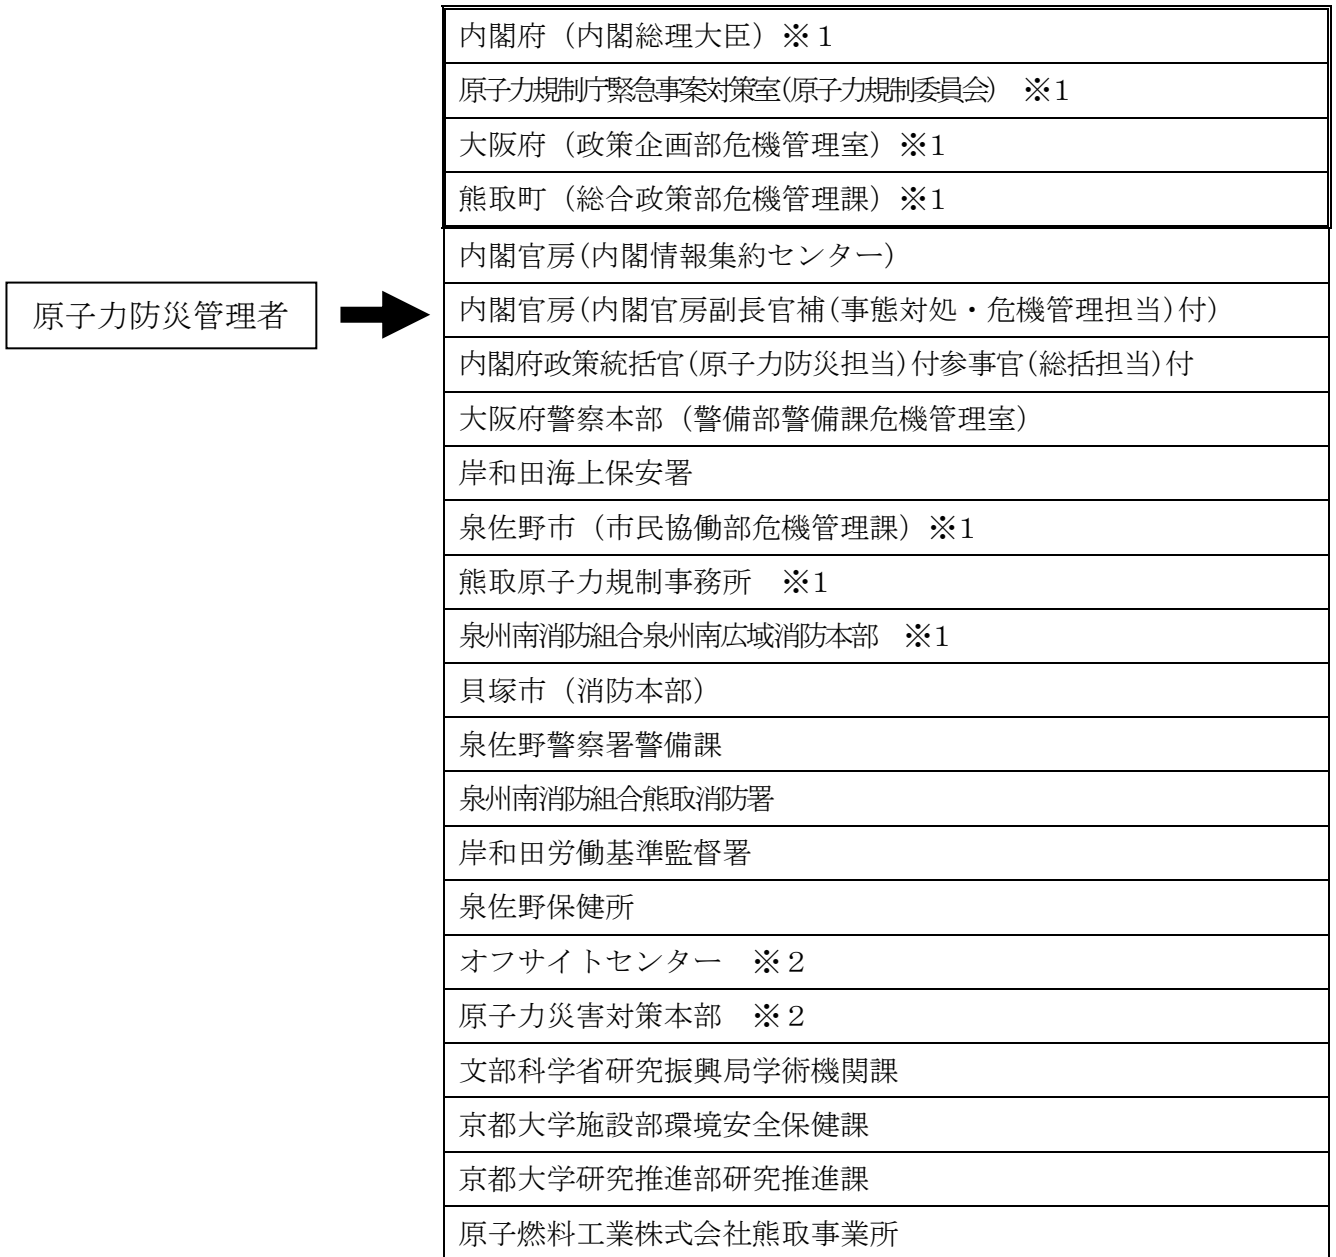 内閣府（内閣総理大臣）※１
原子力規制庁緊急事案対策室(原子力規制委員会)　※1
大阪府（政策企画部危機管理室）※1
熊取町（総合政策部危機管理課）※1
内閣官房(内閣情報集約センター)
原子力防災管理者
内閣官房(内閣官房副長官補(事態対処・危機管理担当)付)
内閣府政策統括官(原子力防災担当)付参事官(総括担当)付
大阪府警察本部（警備部警備課危機管理室）
岸和田海上保安署
泉佐野市（市民協働部危機管理課）※1
熊取原子力規制事務所　※1
泉州南消防組合泉州南広域消防本部　※1
貝塚市（消防本部）
泉佐野警察署警備課
泉州南消防組合熊取消防署
岸和田労働基準監督署
泉佐野保健所
オフサイトセンター　※２
原子力災害対策本部　※２
文部科学省研究振興局学術機関課
京都大学施設部環境安全保健課
京都大学研究推進部研究推進課
原子燃料工業株式会社熊取事業所